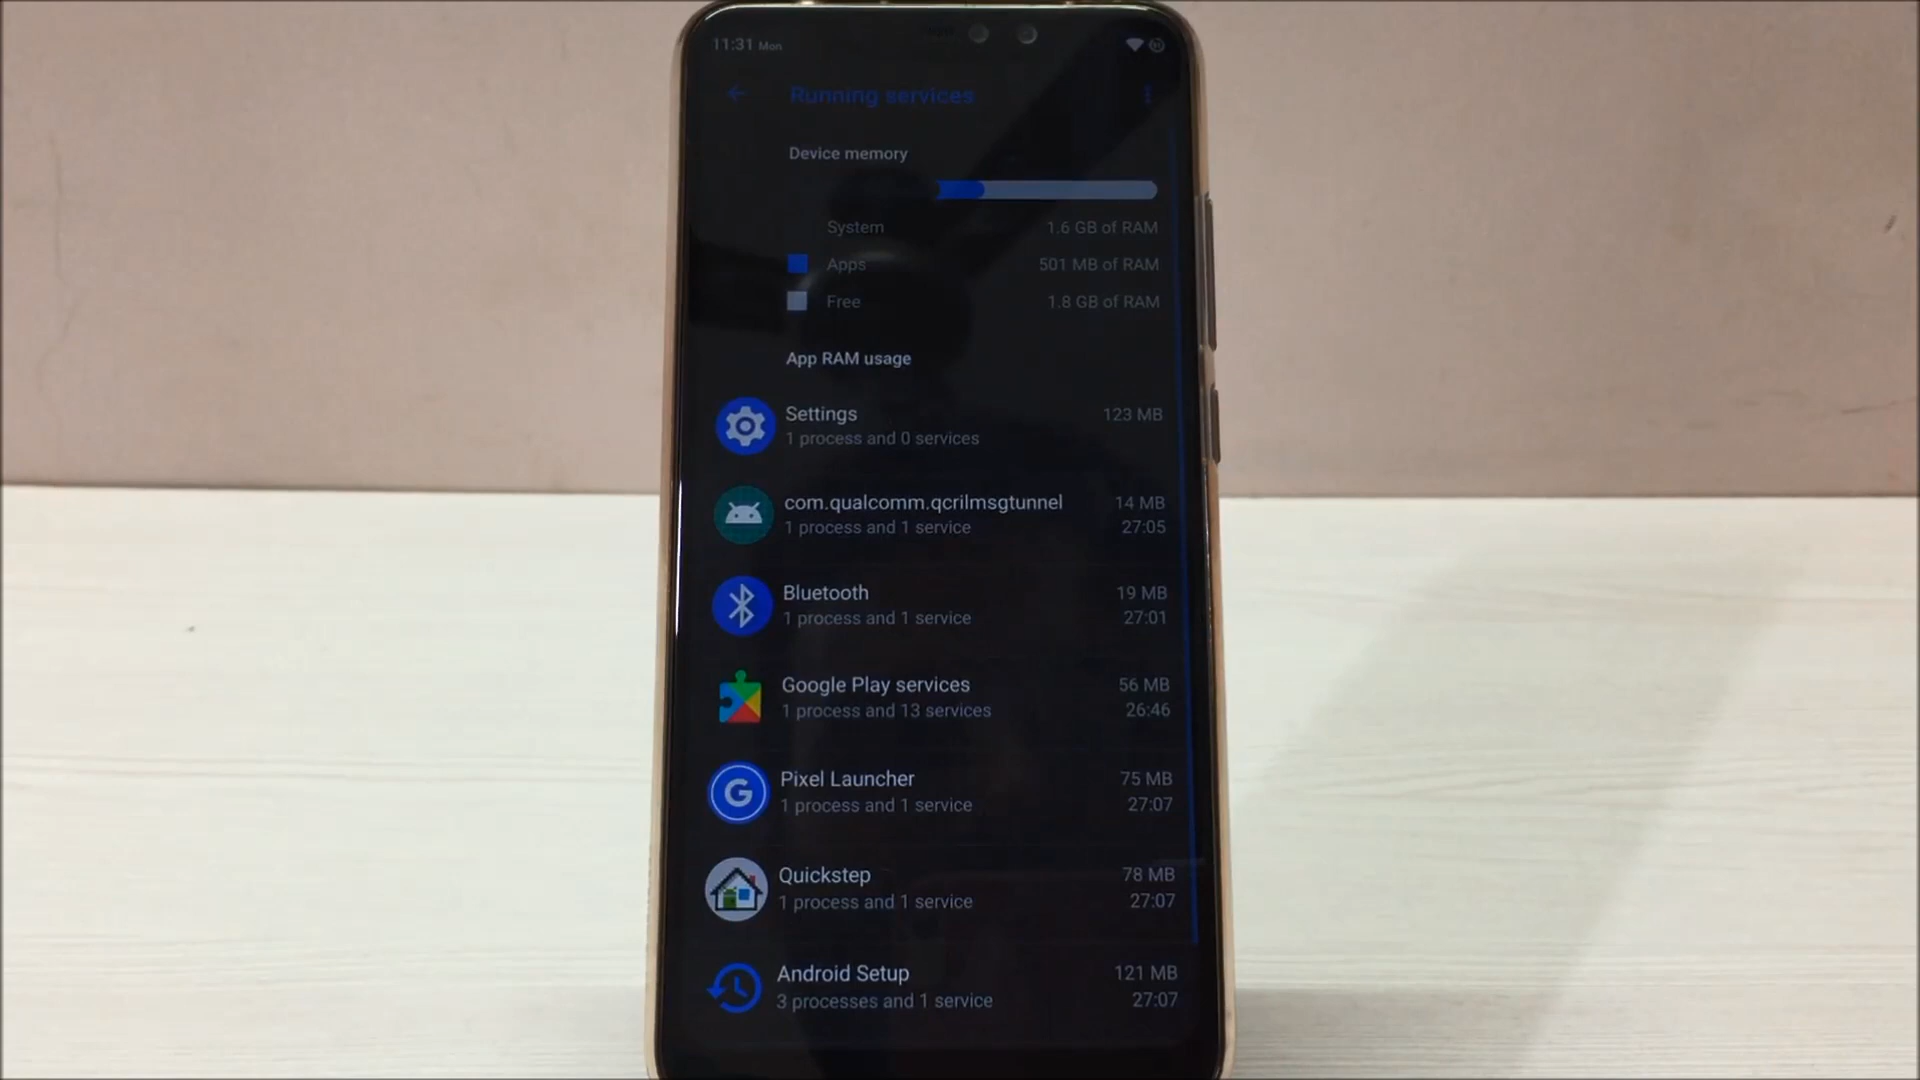 11:31 Mon
Running services
Device memory
System 1.6 GB of RAM
Apps 501 MB of RAM
Free 1.8 GB of RAM
App RAM usage
Settings 123 MB
1 process and 0 services
com.qualcomm.qcrilmsgtunnel 14 MB
1 process and 1 service 27:05
Bluetooth 19 MB
1 process and 1 service 27:01
Google Play services 56 MB
1 process and 13 services 26:46
G
Pixel Launcher 75 MB
1 process and 1 service 27:07
Quickstep 78 MB
1 process and 1 service 27:07
Android Setup 121 MB
3 processes and 1 service 27:07